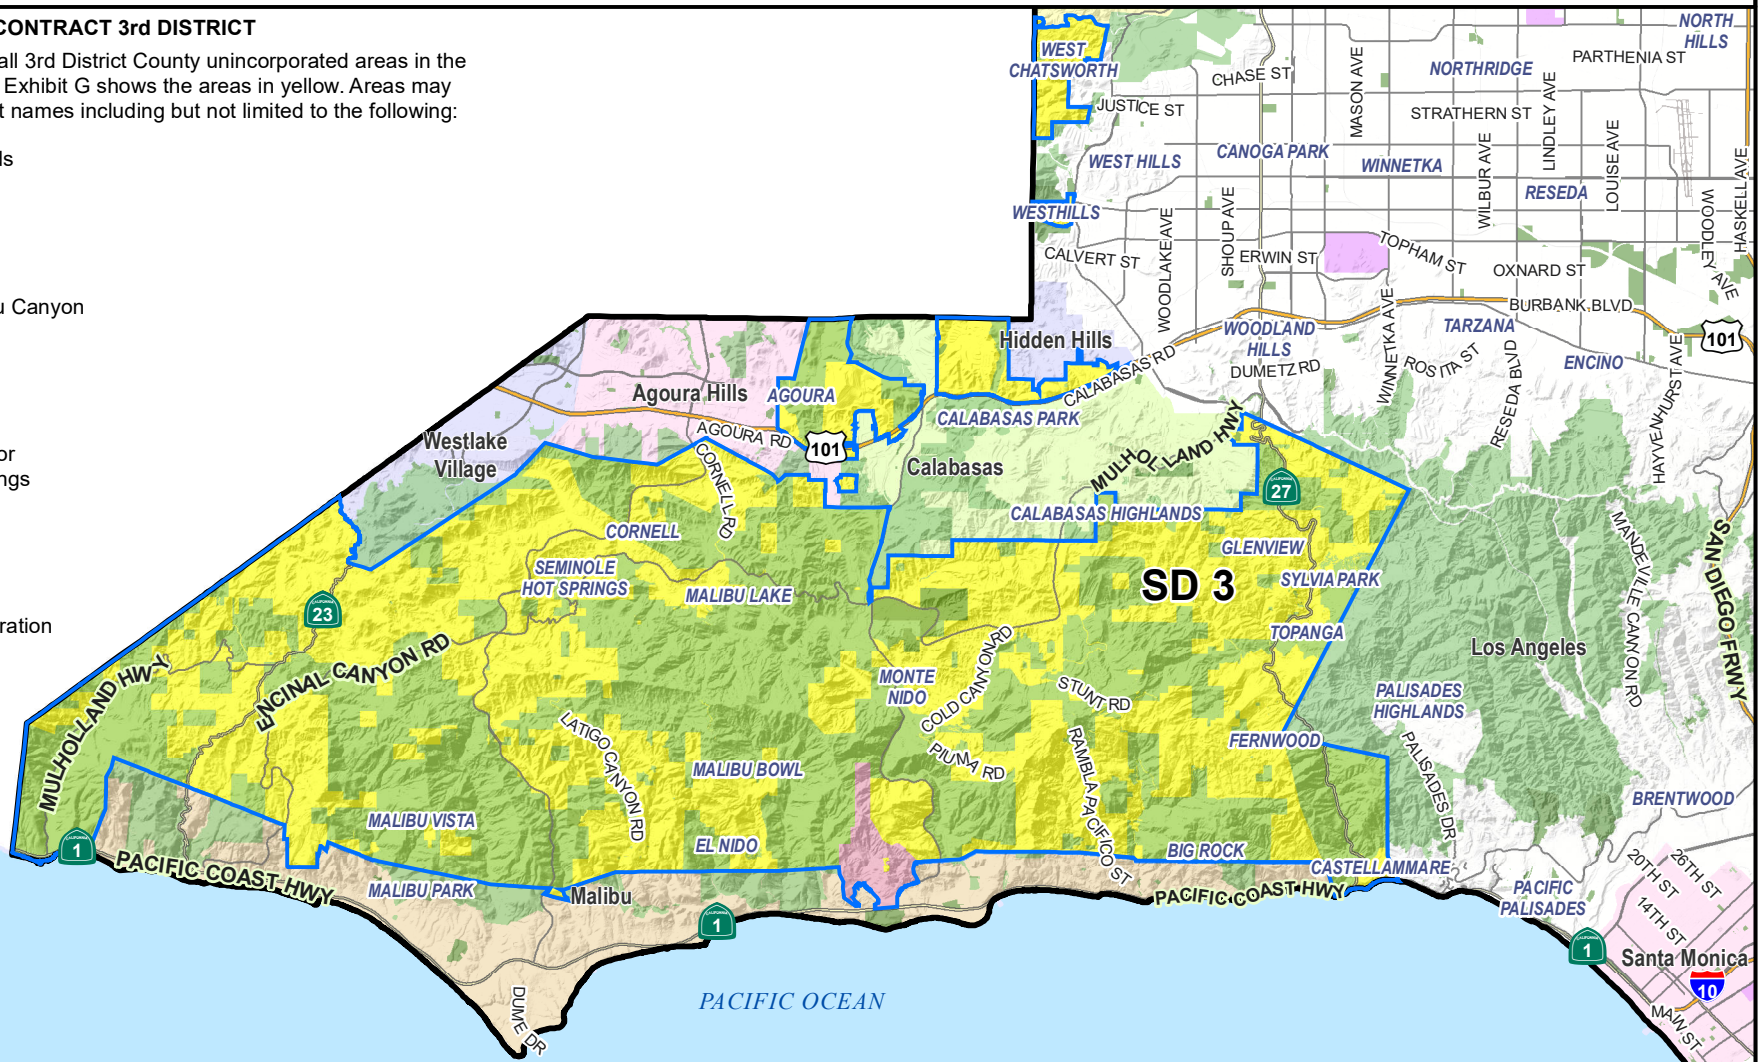 CONTRACT 3rd DISTRICT
all 3rd District County unincorporated areas in the
Exhibit G shows the areas in yellow. Areas may
t names including but not limited to the following:
ls
u Canyon
or
ngs
ration
NORTH
HILLS
WEST
CHATSWORTH
CHASE ST
MASON AVE
NORTHRIDGE
PARTHENIA ST
JUSTICE ST
STRATHERN ST
LINDLEY AVE
WEST HILLS
CANOGA PARK
WINNETKA
WILBUR AVE
RESEDA
LOUISE AVE
HASKELL AVE
WOODLEY AVE
WESTHILLS
CALVERT ST
WOODLAKE AVE
SHOUP AVE
ERWIN ST
TOPHAM ST
OXNARD ST
BURBANK BLVD
WOODLAND
HILLS
WINNETKA AVE
TARZANA
101
Hidden Hills
CALABASAS RD
DUMETZ RD
ROSITA ST
RESEDA BLVD
ENCINO
HAYVENHURST AVE
Agoura Hills
AGOURA
CALABASAS PARK
AGOURA RD
101
Westlake
Village
CORNELL RD
Calabasas
MULHOLLAND HWY
CALIFORNIA
27
CALABASAS HIGHLANDS
CORNELL
GLENVIEW
MANDEVILLE CANYON RD
SAN DIEGO FRWY
SEMINOLE
HOT SPRINGS
MALIBU LAKE
SD 3
SYLVIA PARK
CALIFORNIA
23
TOPANGA
Los Angeles
ENCINAL CANYON RD
MULHOLLAND HWY
MONTE
NIDO
COLD CANYON RD
STUNT RD
PALISADES
HIGHLANDS
LATIGO CANYON RD
PIUMA RD
RAMBLA PACIFICO ST
FERNWOOD
PALISADES DR
MALIBU BOWL
BRENTWOOD
MALIBU VISTA
EL NIDO
BIG ROCK
CALIFORNIA
1
PACIFIC COAST HWY
MALIBU PARK
Malibu
PACIFIC COAST HWY
CASTELLAMMARE
PACIFIC
PALISADES
20TH ST
26TH ST
14TH ST
CALIFORNIA
1
CALIFORNIA
1
Santa Monica
10
MAIN ST
DUME DR
PACIFIC OCEAN